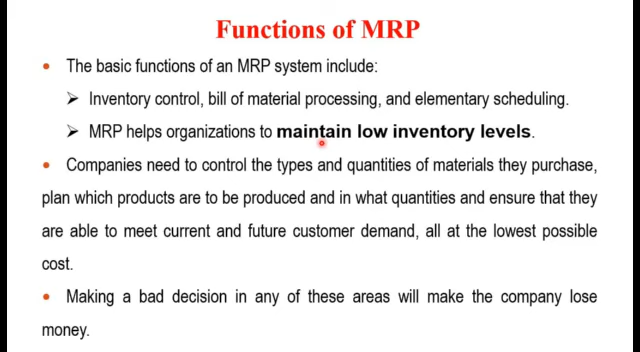 Functions of MRP
The basic functions of an MRP system include:
Inventory control, bill of material processing, and elementary scheduling.
MRP helps organizations to maintain low inventory levels.
Companies need to control the types and quantities of materials they purchase,
plan which products are to be produced and in what quantities and ensure that they
are able to meet current and future customer demand, all at the lowest possible
cost.
Making a bad decision in any of these areas will make the company lose
money.